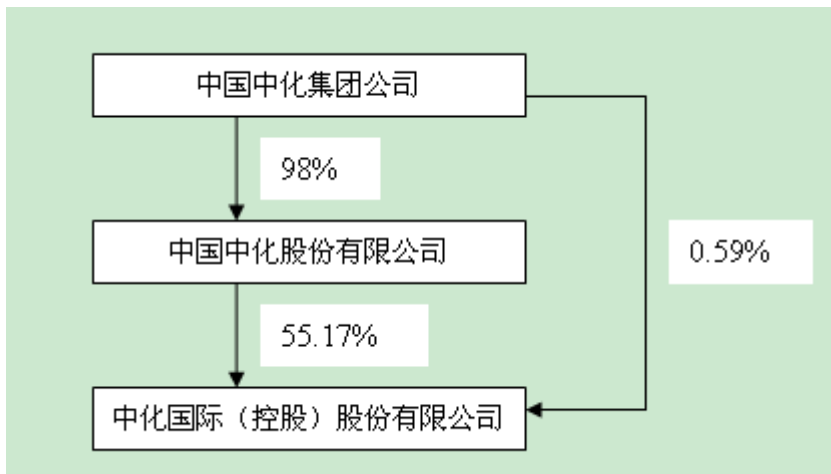 中国中化集团公司
98%
中国中化股份有限公司
0.59%
55.17%
中化国际（控股）股份有限公司